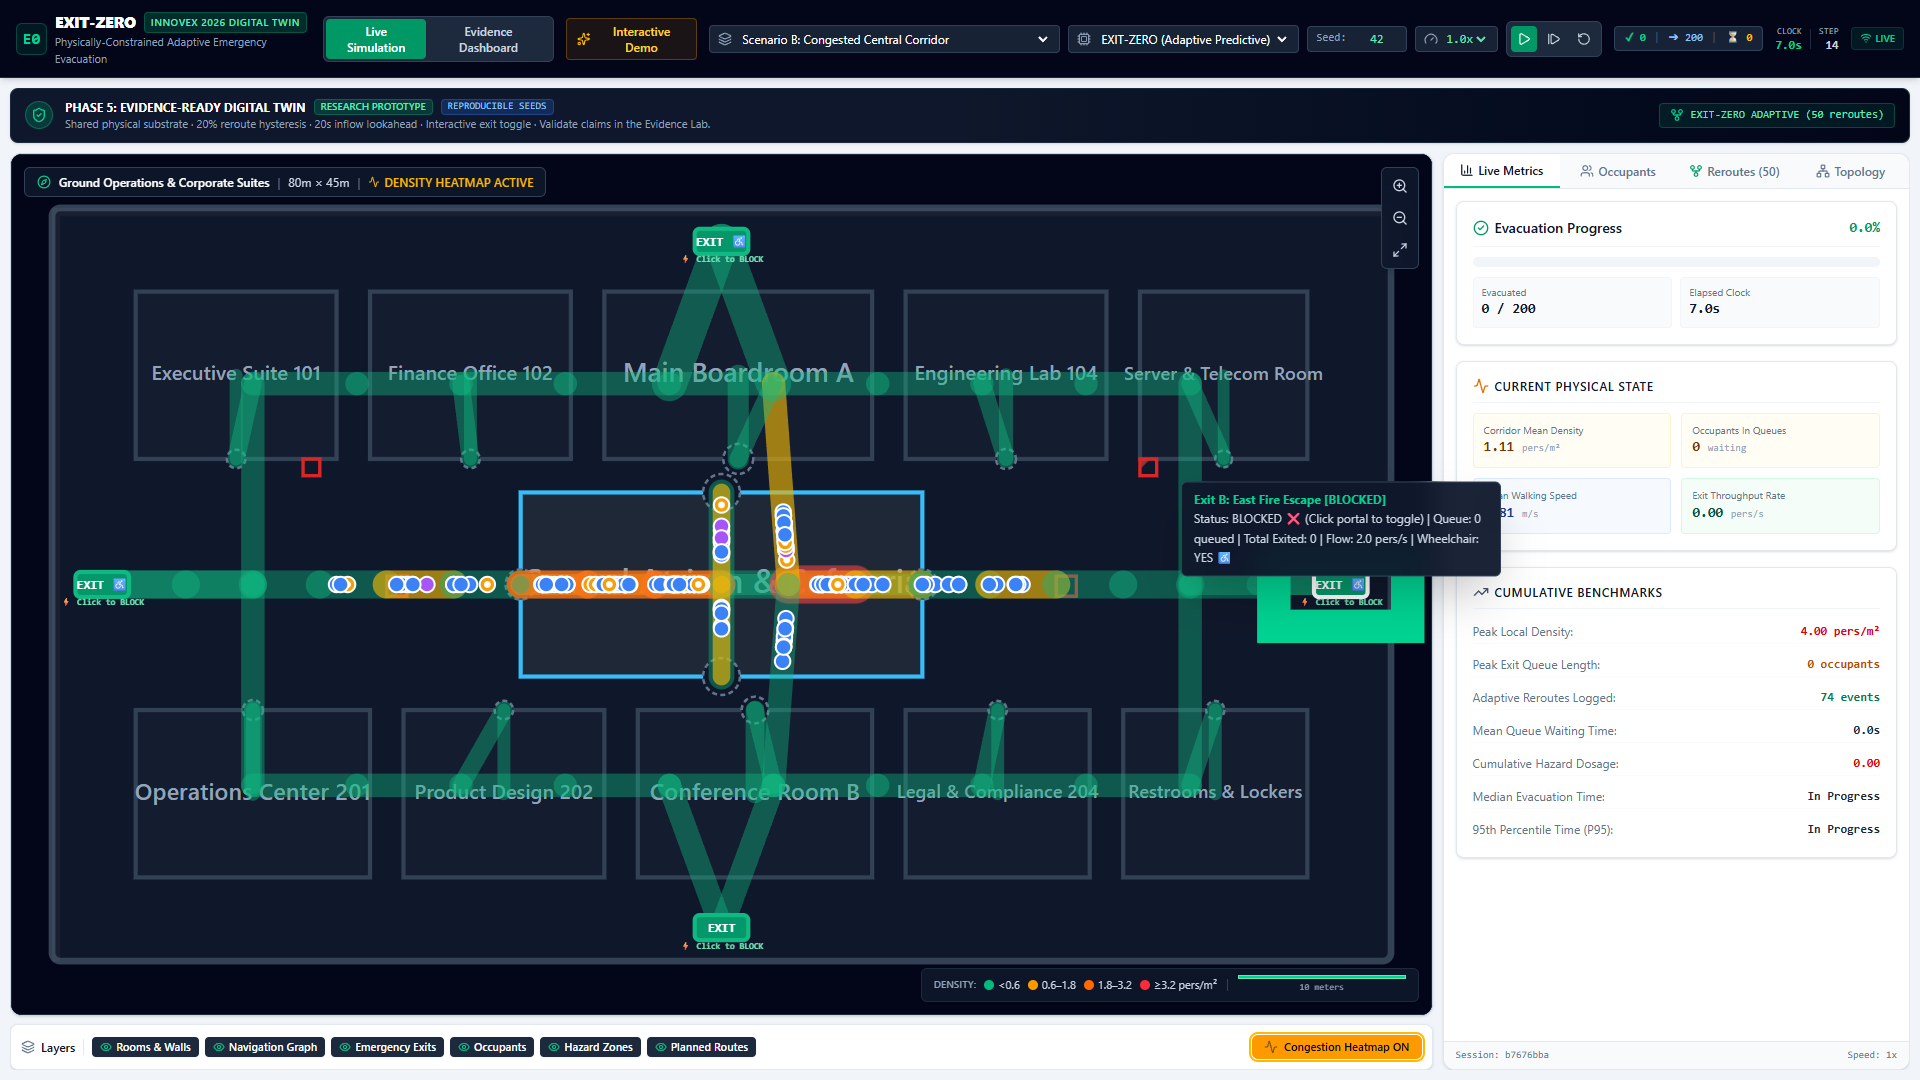 E0
EXIT-ZERO
INNOVEX 2026 DIGITAL TWIN
Physically-Constrained Adaptive Emergency
Evacuation
Live
Simulation
Evidence
Dashboard
Interactive
Demo
Scenario B: Congested Central Corridor
EXIT-ZERO (Adaptive Predictive)
Seed: 42
1.0x
✓ 0 | → 200 | ⏳ 0
CLOCK
7.0s
STEP
14
LIVE
PHASE 5: EVIDENCE-READY DIGITAL TWIN
RESEARCH PROTOTYPE
REPRODUCIBLE SEEDS
Shared physical substrate · 20% reroute hysteresis · 20s inflow lookahead · Interactive exit toggle · Validate claims in the Evidence Lab.
EXIT-ZERO ADAPTIVE (50 reroutes)
Ground Operations & Corporate Suites | 80m × 45m | DENSITY HEATMAP ACTIVE
EXIT
Click to BLOCK
Executive Suite 101
Finance Office 102
Main Boardroom A
Engineering Lab 104
Server & Telecom Room
EXIT
Click to BLOCK
Exit B: East Fire Escape [BLOCKED]
Status: BLOCKED ❌ (Click portal to toggle) | Queue: 0
queued | Total Exited: 0 | Flow: 2.0 pers/s | Wheelchair:
YES ♿
EXIT
Click to BLOCK
Operations Center 201
Product Design 202
Conference Room B
Legal & Compliance 204
Restrooms & Lockers
EXIT
Click to BLOCK
DENSITY: <0.6 0.6–1.8 1.8–3.2 ≥3.2 pers/m²
10 meters
Layers
Rooms & Walls
Navigation Graph
Emergency Exits
Occupants
Hazard Zones
Planned Routes
Congestion Heatmap ON
Live Metrics
Occupants
Reroutes (50)
Topology
Evacuation Progress
0.0%
Evacuated
0 / 200
Elapsed Clock
7.0s
CURRENT PHYSICAL STATE
Corridor Mean Density
1.11 pers/m²
Occupants In Queues
0 waiting
Walking Speed
m/s
Exit Throughput Rate
0.00 pers/s
CUMULATIVE BENCHMARKS
Peak Local Density: 4.00 pers/m²
Peak Exit Queue Length: 0 occupants
Adaptive Reroutes Logged: 74 events
Mean Queue Waiting Time: 0.0s
Cumulative Hazard Dosage: 0.00
Median Evacuation Time: In Progress
95th Percentile Time (P95): In Progress
Session: b7676bba
Speed: 1x